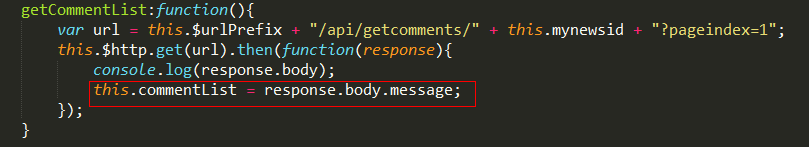 getCommentList:function(){
var url = this.$urlPrefix + "/api/getcomments/" + this.mynewsid + "?pageindex=1";
this.$http.get(url).then(function(response){
console.log(response.body);
this.commentList = response.body.message;
});
}